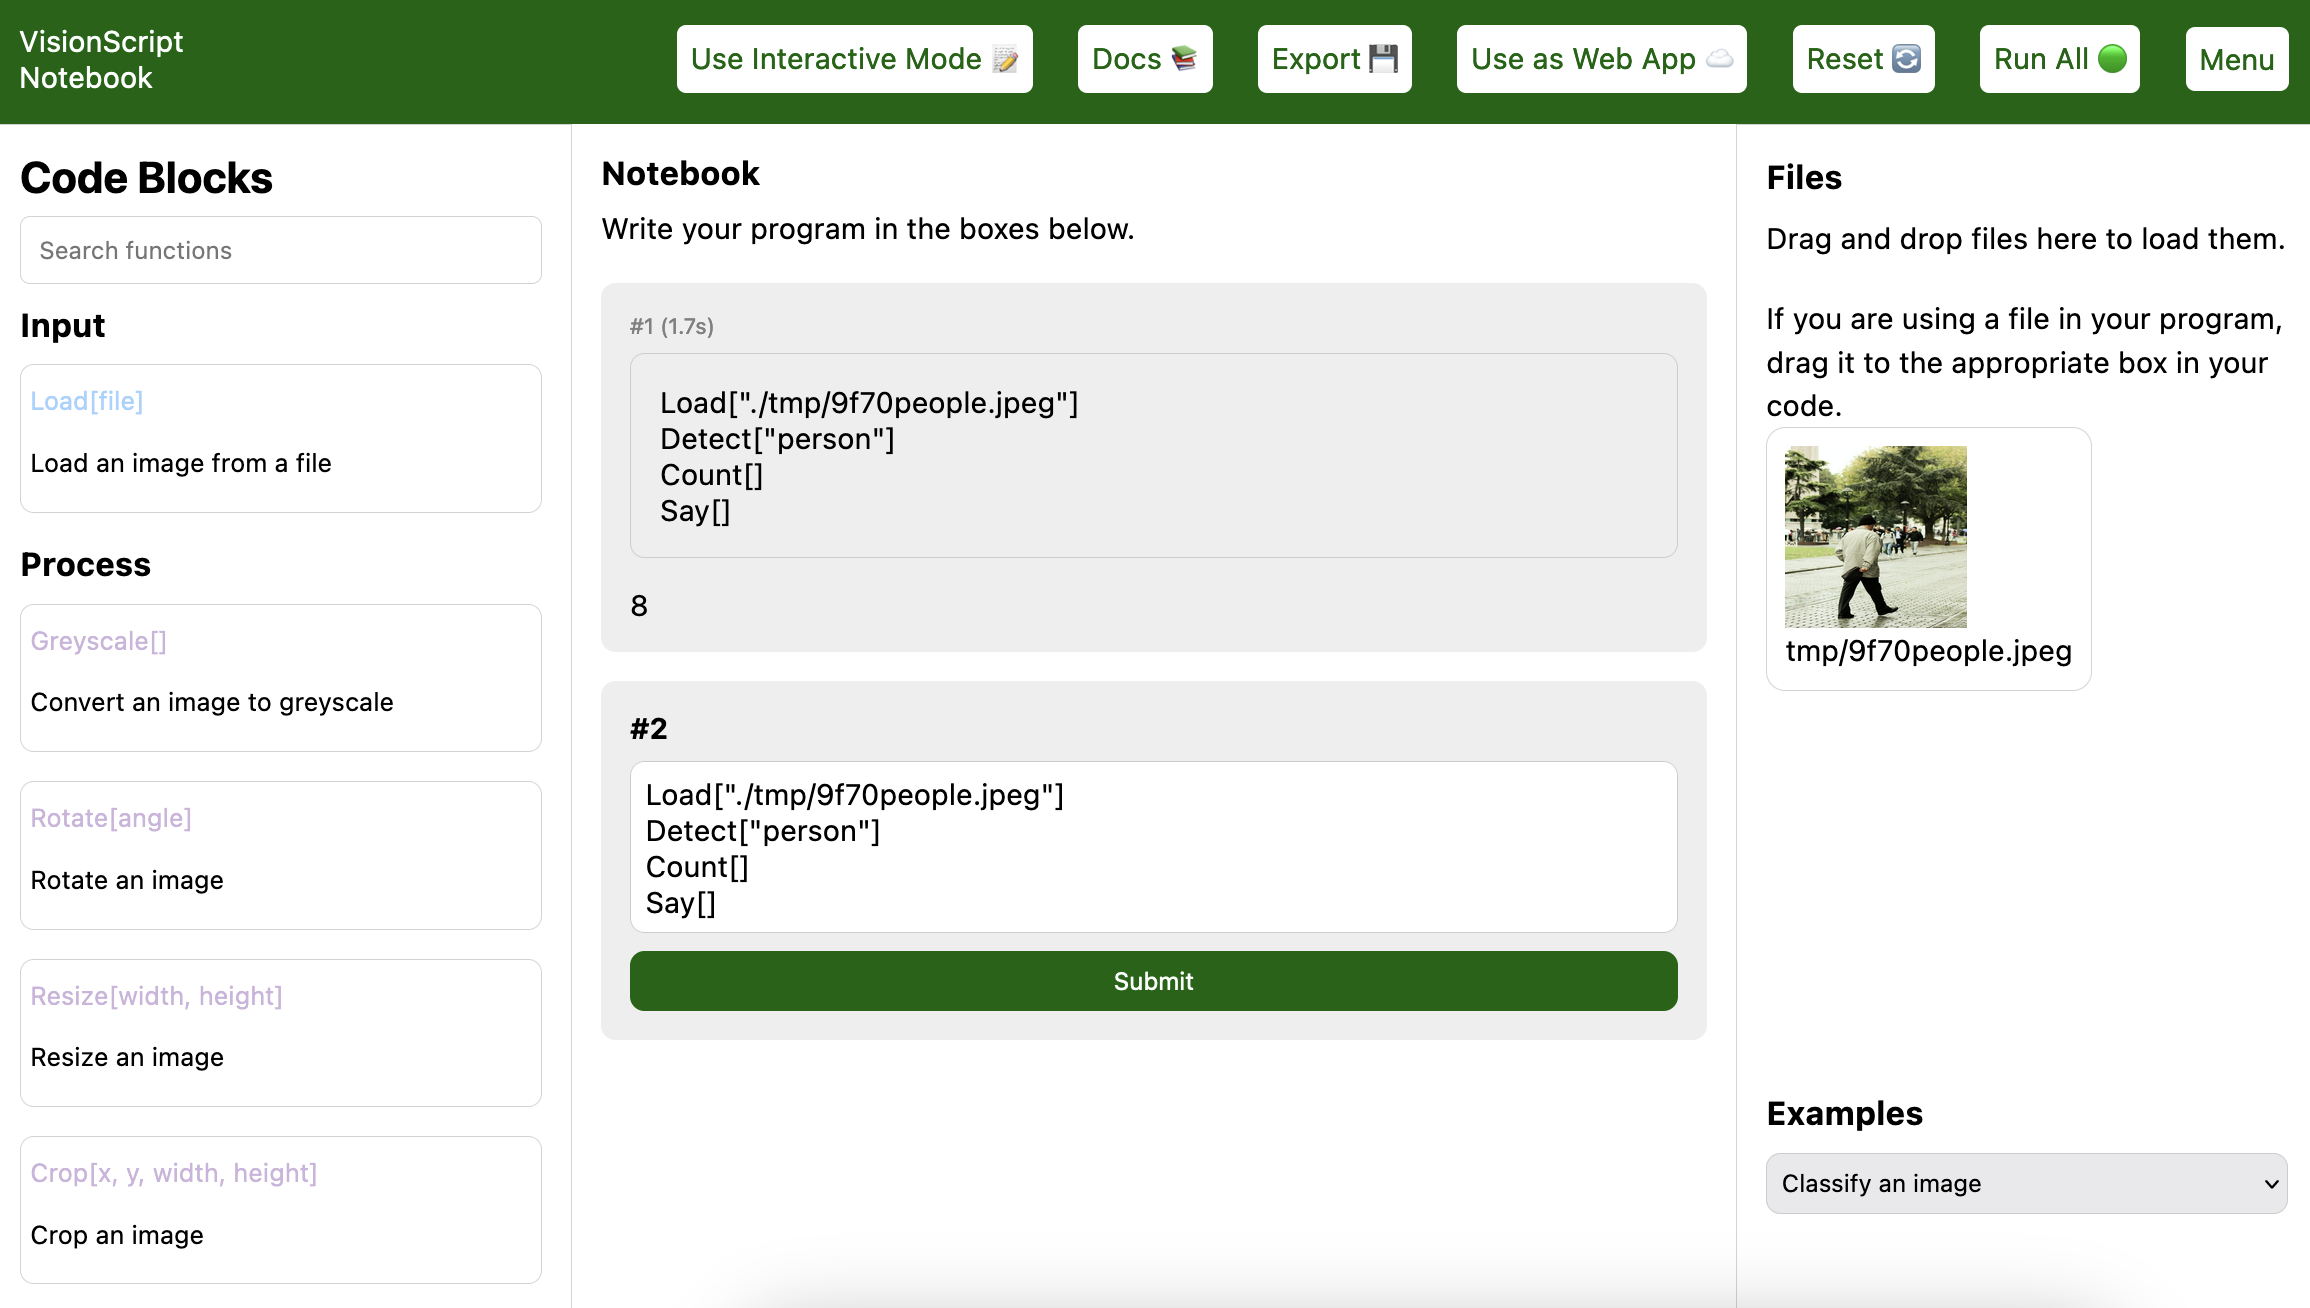 VisionScript
Notebook
Use Interactive Mode 📝
Docs 📚
Export 💾
Use as Web App ☁️
Reset 🔄
Run All 🟢
Menu
Code Blocks
Search functions
Input
Load[file]
Load an image from a file
Process
Greyscale[]
Convert an image to greyscale
Rotate[angle]
Rotate an image
Resize[width, height]
Resize an image
Crop[x, y, width, height]
Crop an image
Notebook
Write your program in the boxes below.
#1 (1.7s)
Load["./tmp/9f70people.jpeg"]
Detect["person"]
Count[]
Say[]
8
#2
Load["./tmp/9f70people.jpeg"]
Detect["person"]
Count[]
Say[]
Submit
Files
Drag and drop files here to load them.
If you are using a file in your program,
drag it to the appropriate box in your
code.
tmp/9f70people.jpeg
Examples
Classify an image